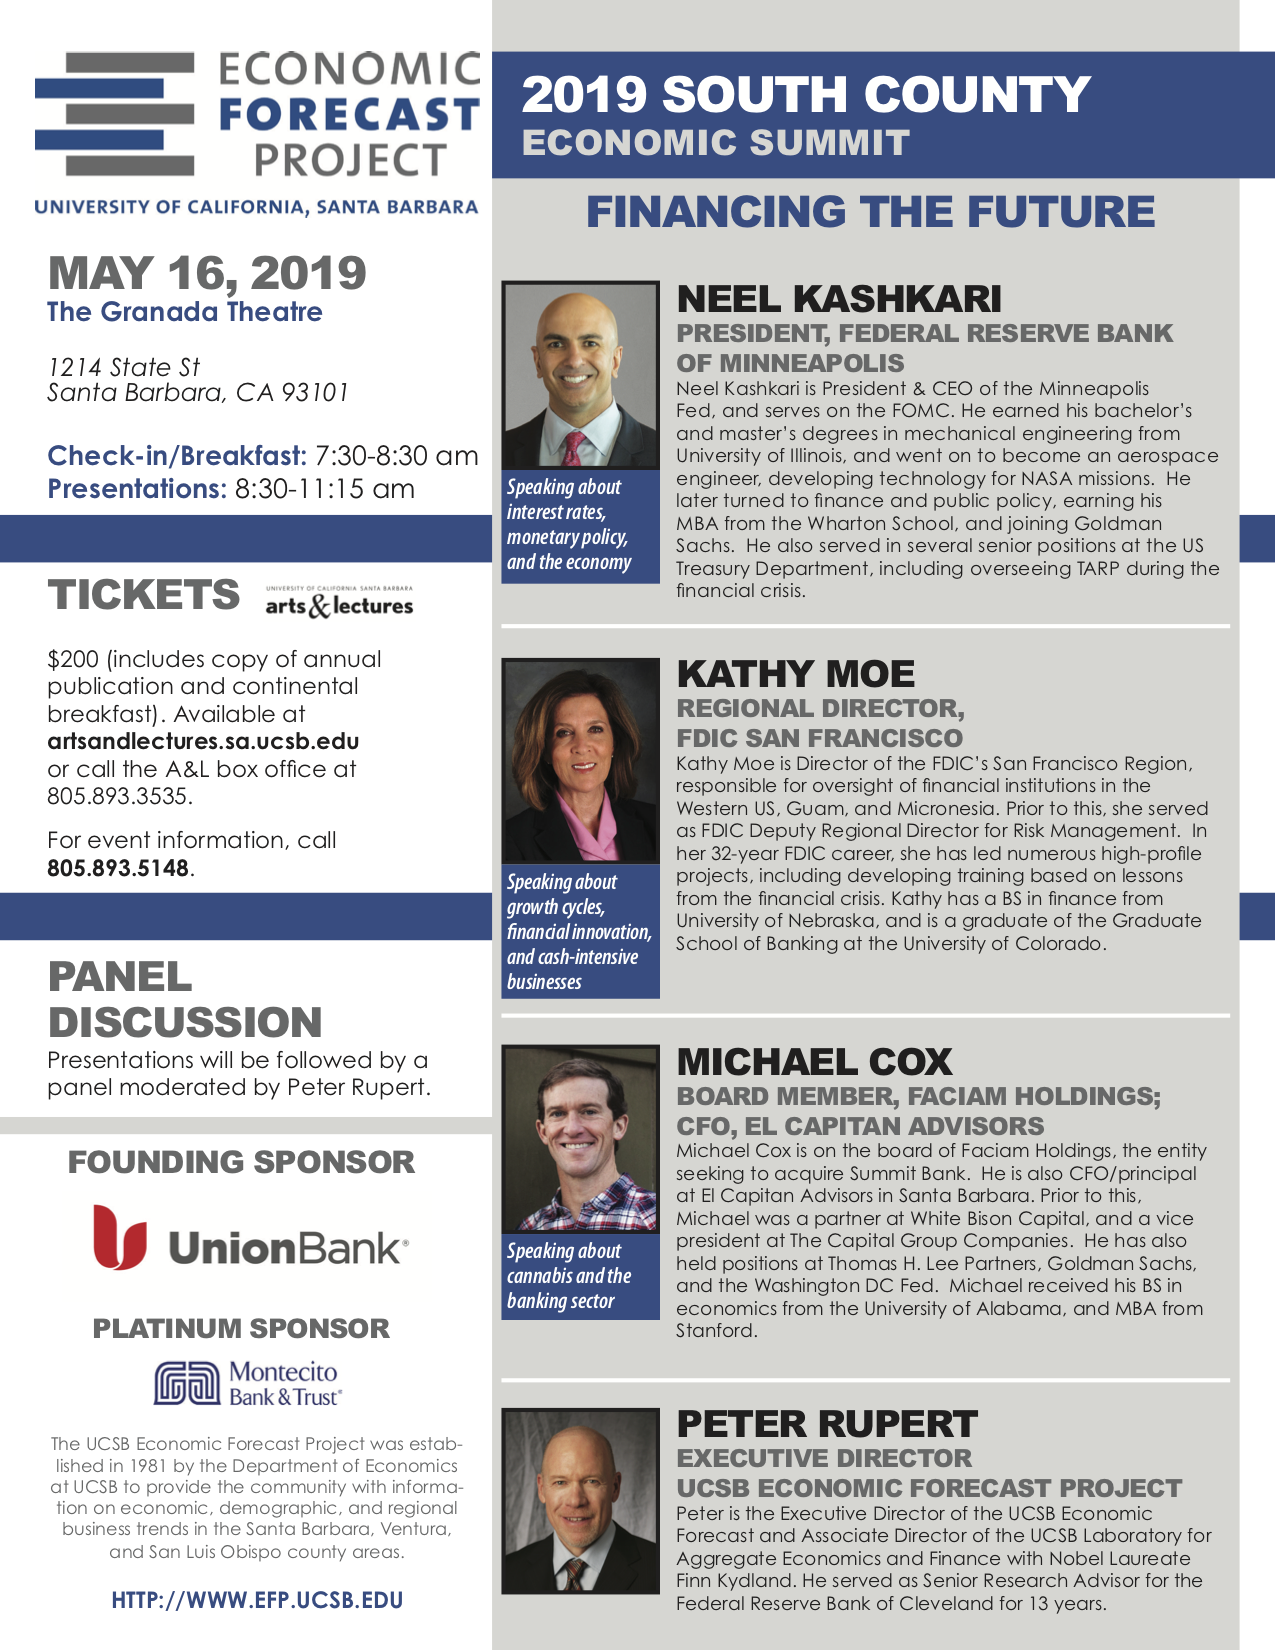 ECONOMIC
FORECAST
PROJECT
UNIVERSITY OF CALIFORNIA, SANTA BARBARA
MAY 16, 2019
The Granada Theatre
1214 State St
Santa Barbara, CA 93101
Check-in/Breakfast: 7:30-8:30 am
Presentations: 8:30-11:15 am
TICKETS
UNIVERSITY OF CALIFORNIA SANTA BARBARA
arts&lectures
$200 (includes copy of annual
publication and continental
breakfast). Available at
artsandlectures.sa.ucsb.edu
or call the A&L box office at
805.893.3535.
For event information, call
805.893.5148.
PANEL
DISCUSSION
Presentations will be followed by a
panel moderated by Peter Rupert.
FOUNDING SPONSOR
UnionBank®
PLATINUM SPONSOR
Montecito
Bank & Trust®
The UCSB Economic Forecast Project was estab-
lished in 1981 by the Department of Economics
at UCSB to provide the community with informa-
tion on economic, demographic, and regional
business trends in the Santa Barbara, Ventura,
and San Luis Obispo county areas.
HTTP://WWW.EFP.UCSB.EDU
2019 SOUTH COUNTY
ECONOMIC SUMMIT
FINANCING THE FUTURE
Speaking about
interest rates,
monetary policy,
and the economy
NEEL KASHKARI
PRESIDENT, FEDERAL RESERVE BANK
OF MINNEAPOLIS
Neel Kashkari is President & CEO of the Minneapolis
Fed, and serves on the FOMC. He earned his bachelor's
and master's degrees in mechanical engineering from
University of Illinois, and went on to become an aerospace
engineer, developing technology for NASA missions.  He
later turned to finance and public policy, earning his
MBA from the Wharton School, and joining Goldman
Sachs.  He also served in several senior positions at the US
Treasury Department, including overseeing TARP during the
financial crisis.
Speaking about
growth cycles,
financial innovation,
and cash-intensive
businesses
KATHY MOE
REGIONAL DIRECTOR,
FDIC SAN FRANCISCO
Kathy Moe is Director of the FDIC's San Francisco Region,
responsible for oversight of financial institutions in the
Western US, Guam, and Micronesia. Prior to this, she served
as FDIC Deputy Regional Director for Risk Management.  In
her 32-year FDIC career, she has led numerous high-profile
projects, including developing training based on lessons
from the financial crisis. Kathy has a BS in finance from
University of Nebraska, and is a graduate of the Graduate
School of Banking at the University of Colorado.
Speaking about
cannabis and the
banking sector
MICHAEL COX
BOARD MEMBER, FACIAM HOLDINGS;
CFO, EL CAPITAN ADVISORS
Michael Cox is on the board of Faciam Holdings, the entity
seeking to acquire Summit Bank.  He is also CFO/principal
at El Capitan Advisors in Santa Barbara. Prior to this,
Michael was a partner at White Bison Capital, and a vice
president at The Capital Group Companies.  He has also
held positions at Thomas H. Lee Partners, Goldman Sachs,
and the Washington DC Fed.  Michael received his BS in
economics from the University of Alabama, and MBA from
Stanford.
PETER RUPERT
EXECUTIVE DIRECTOR
UCSB ECONOMIC FORECAST PROJECT
Peter is the Executive Director of the UCSB Economic
Forecast and Associate Director of the UCSB Laboratory for
Aggregate Economics and Finance with Nobel Laureate
Finn Kydland. He served as Senior Research Advisor for the
Federal Reserve Bank of Cleveland for 13 years.